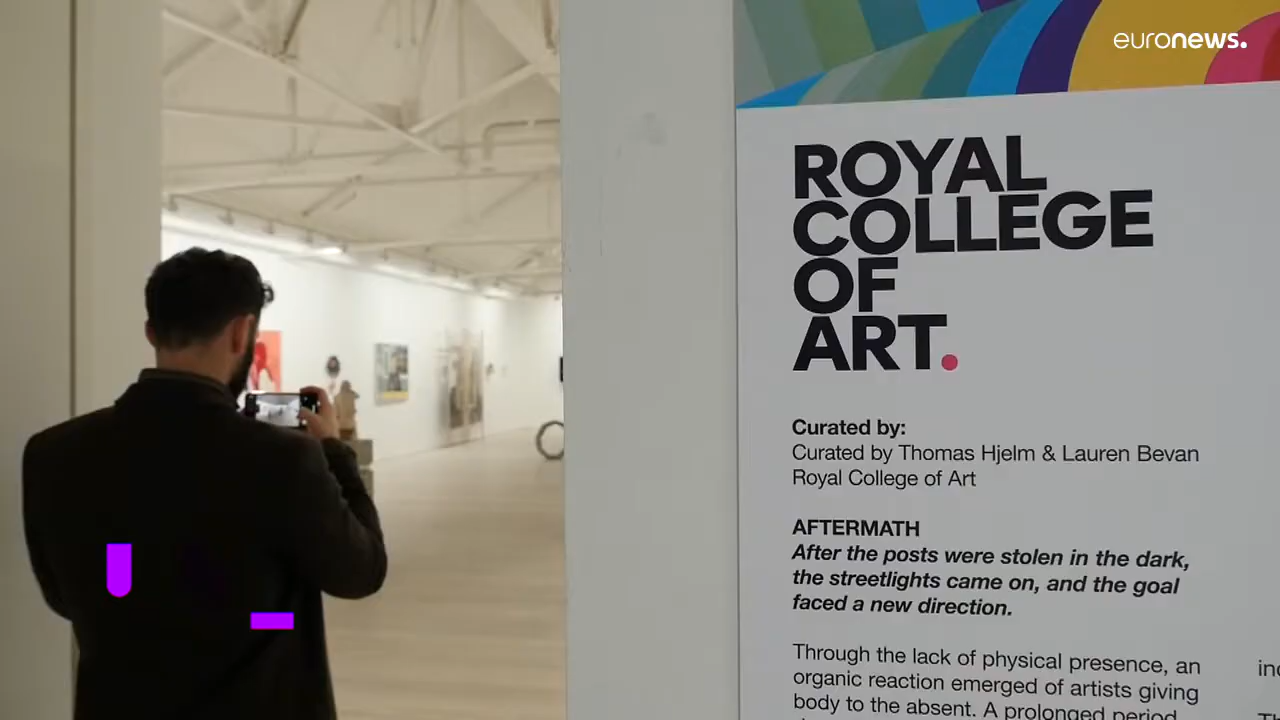 euronews.
ROYAL
COLLEGE
OF
ART.
Curated by:
Curated by Thomas Hjelm & Lauren Bevan
Royal College of Art
AFTERMATH
After the posts were stolen in the dark,
the streetlights came on, and the goal
faced a new direction.
Through the lack of physical presence, an
organic reaction emerged of artists giving
body to the absent. A prolonged period